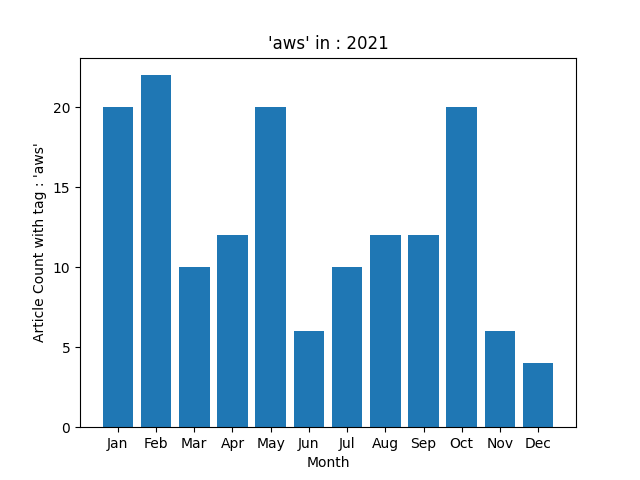 'aws' in : 2021
Article Count with tag : 'aws'
20
15
10
5
0
Jan Feb Mar Apr May Jun Jul Aug Sep Oct Nov Dec
Month